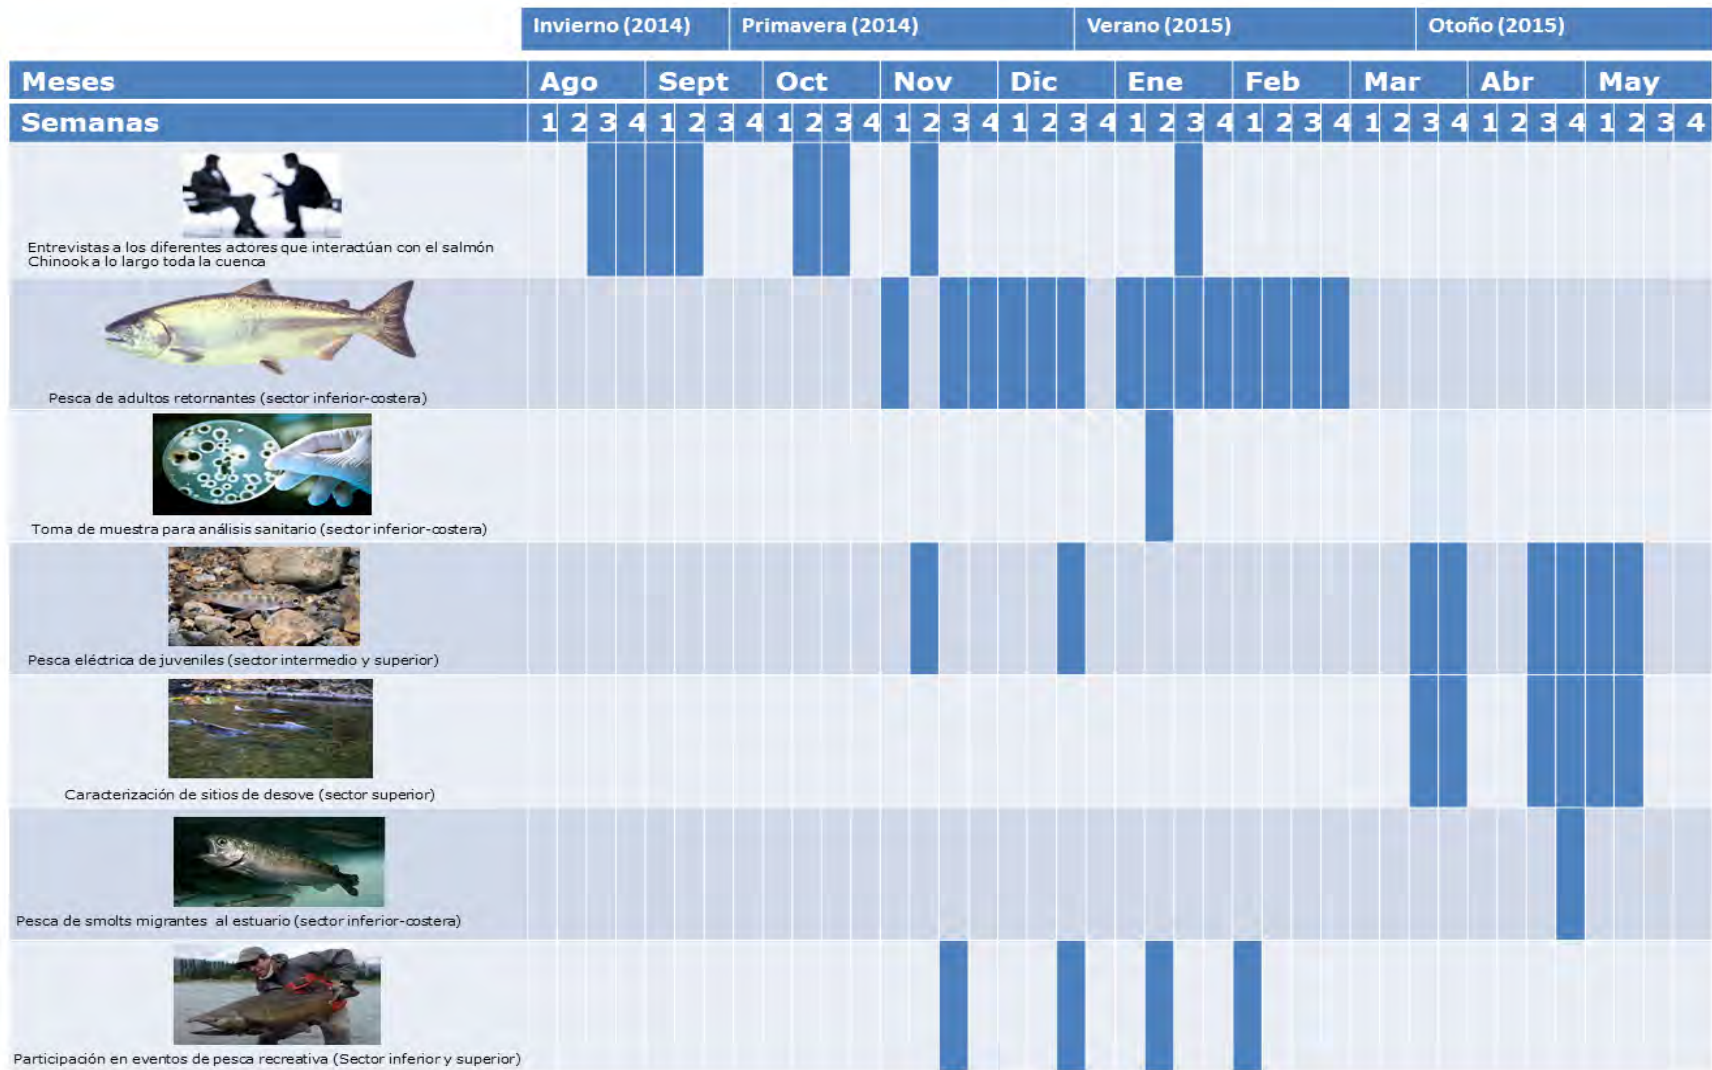 Invierno (2014) Primavera (2014) Verano (2015) Otoño (2015)
Meses Ago Sept Oct Nov Dic Ene Feb Mar Abr May
Semanas 1 2 3 4 1 2 3 4 1 2 3 4 1 2 3 4 1 2 3 4 1 2 3 4 1 2 3 4 1 2 3 4 1 2 3 4 1 2 3 4
Entrevistas a los diferentes actores que interactúan con el salmón
Chinook a lo largo toda la cuenca
Pesca de adultos retornantes (sector inferior-costera)
Toma de muestra para análisis sanitario (sector inferior-costera)
Pesca eléctrica de juveniles (sector intermedio y superior)
Caracterización de sitios de desove (sector superior)
Pesca de smolts migrantes al estuario (sector inferior-costera)
Participación en eventos de pesca recreativa (Sector inferior y superior)